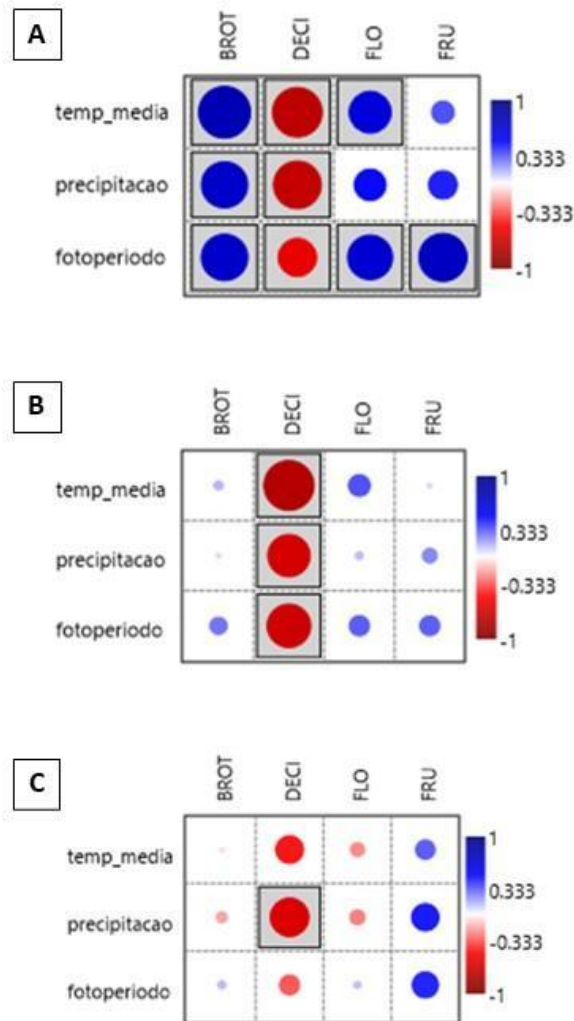 A
BROT DECI FLO FRU
temp_media
precipitacao
fotoperiodo
1
0.333
-0.333
-1
B
BROT DECI FLO FRU
temp_media
precipitacao
fotoperiodo
1
0.333
-0.333
-1
C
BROT DECI FLO FRU
temp_media
precipitacao
fotoperiodo
1
0.333
-0.333
-1